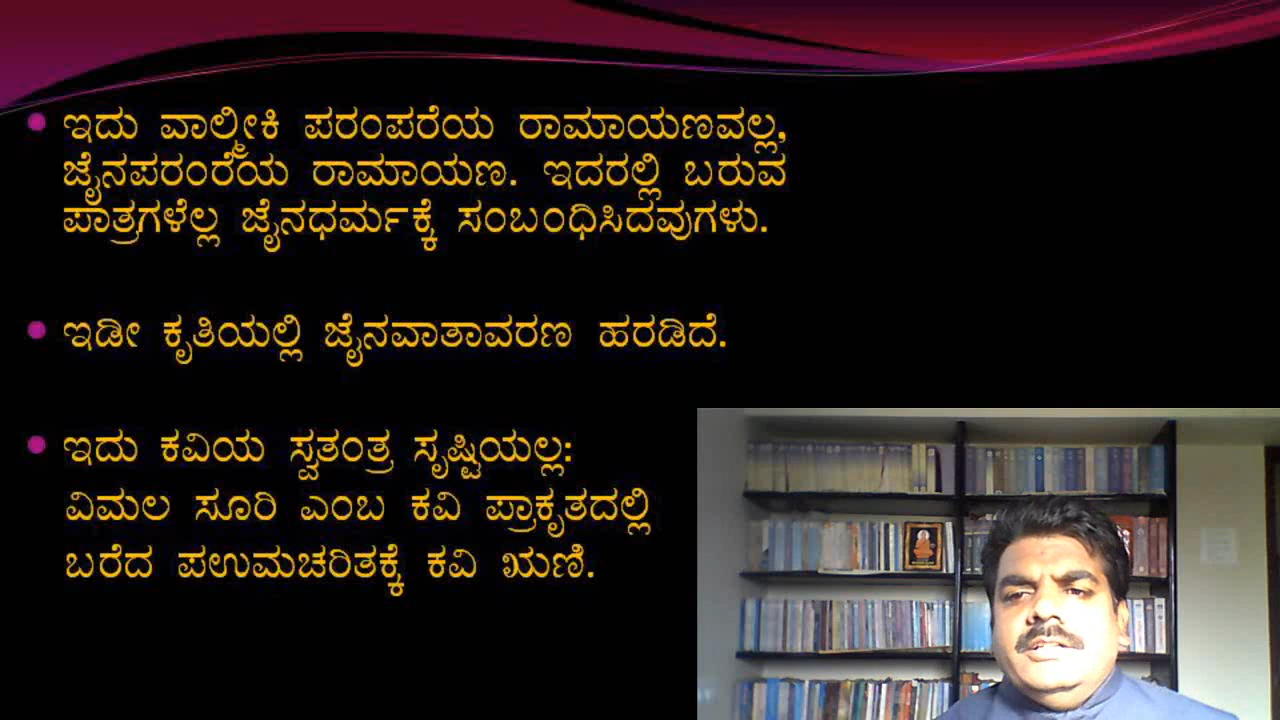 ಇದು ವಾಲ್ಮೀಕಿ ಪರಂಪರೆಯ ರಾಮಾಯಣವಲ್ಲ,
ಜೈನಪರಂರೆಯ ರಾಮಾಯಣ. ಇದರಲ್ಲಿ ಬರುವ
ಪಾತ್ರಗಳೆಲ್ಲ ಜೈನಧರ್ಮಕ್ಕೆ ಸಂಬಂಧಿಸಿದವುಗಳು.
ಇಡೀ ಕೃತಿಯಲ್ಲಿ ಜೈನವಾತಾವರಣ ಹರಡಿದೆ.
ಇದು ಕವಿಯ ಸ್ವತಂತ್ರ ಸೃಷ್ಟಿಯಲ್ಲ:
ವಿಮಲ ಸೂರಿ ಎಂಬ ಕವಿ ಪ್ರಾಕೃತದಲ್ಲಿ
ಬರೆದ ಪಉಮಚರಿತಕ್ಕೆ ಕವಿ ಋಣಿ.